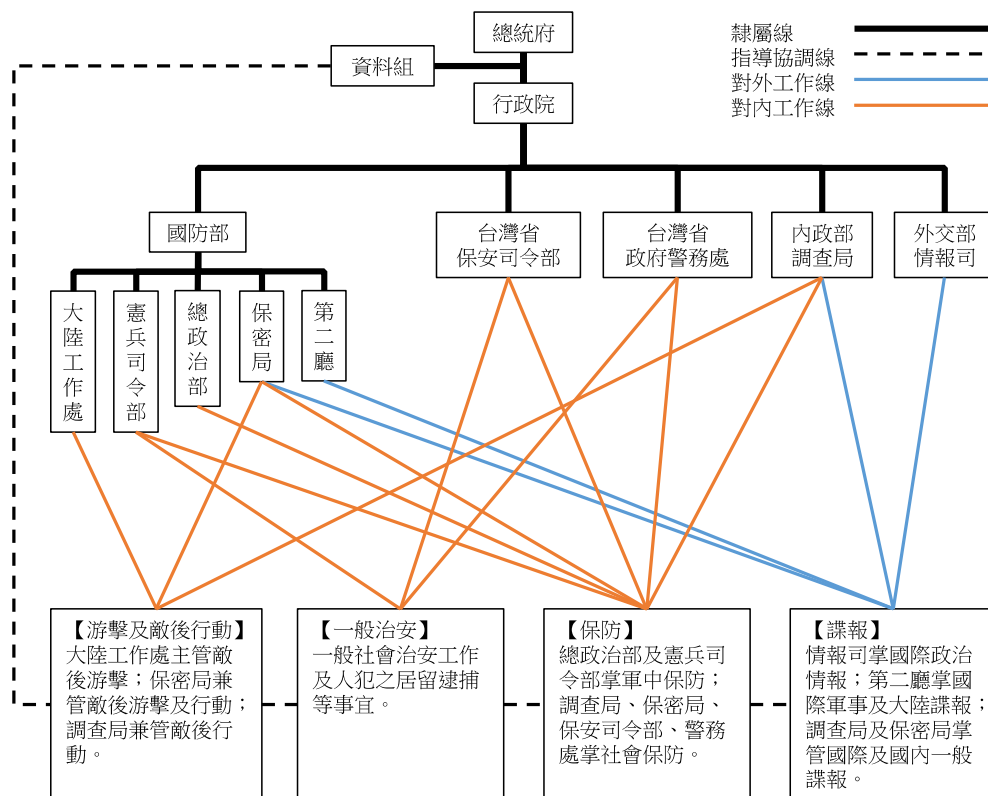 總統府
資料組
行政院
隸屬線
指導協調線
對外工作線
對內工作線
國防部
台灣省
保安司令部
台灣省
政府警務處
內政部
調查局
外交部
情報司
大陸工作處
憲兵司令部
總政治部
保密局
第二廳
【游擊及敵後行動】
大陸工作處主管敵
後游擊；保密局兼
管敵後游擊及行動；
調查局兼管敵後行
動。
【一般治安】
一般社會治安工作
及人犯之居留逮捕
等事宜。
【保防】
總政治部及憲兵司
令部掌軍中保防；
調查局、保密局、
保安司令部、警務
處掌社會保防。
【諜報】
情報司掌國際政治
情報；第二廳掌國
際軍事及大陸諜報；
調查局及保密局掌
管國際及國內一般
諜報。